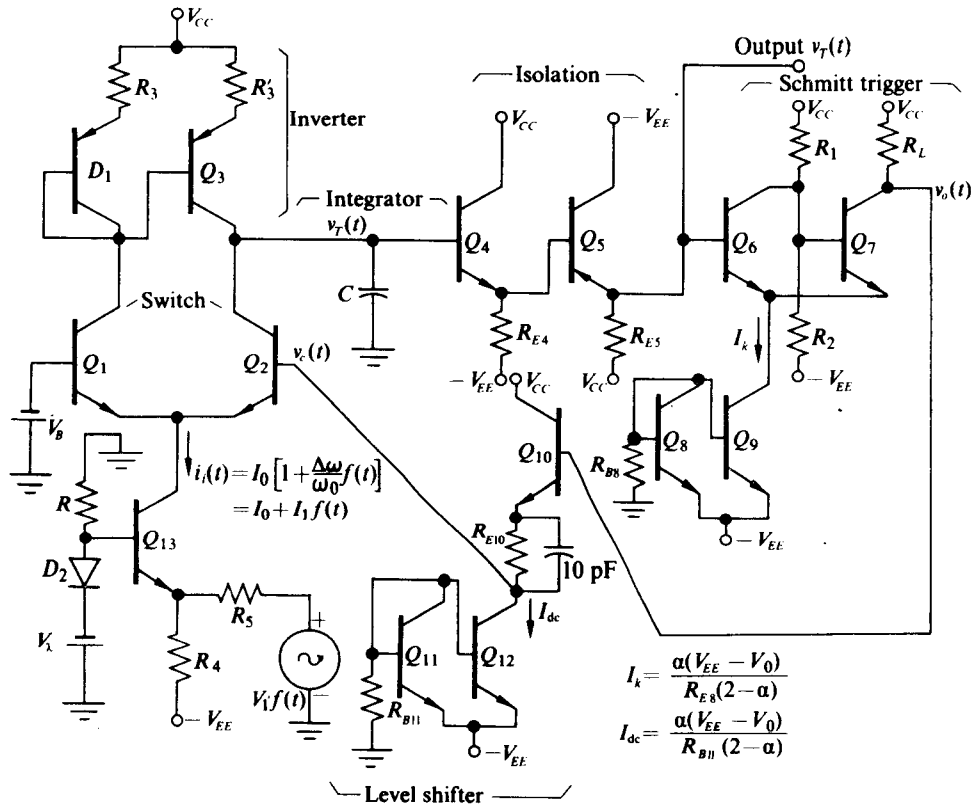 V_CC
Output v_T(t)
Isolation
Schmitt trigger
R_3
R'_3
Inverter
V_CC
−V_EE
V_CC
V_CC
R_1
R_L
D_1
Q_3
Integrator
v_T(t)
v_o(t)
Q_4
Q_5
Q_6
Q_7
C
Switch
R_E4
R_E5
I_k
R_2
Q_1
Q_2
v_c(t)
−V_EE
V_CC
V_CC
−V_EE
V_B
Q_8
Q_9
Q_10
R_B8
i_i(t) = I_0 [1 + Δω/ω_0 f(t)]
= I_0 + I_1 f(t)
R
Q_13
R_E10
10 pF
−V_EE
D_2
R_5
+
I_dc
V_λ
R_4
Q_11
Q_12
V_1 f(t)
−
R_B11
I_k = α(V_EE − V_0) / R_E8(2−α)
−V_EE
−V_EE
I_dc = α(V_EE − V_0) / R_B11 (2−α)
Level shifter